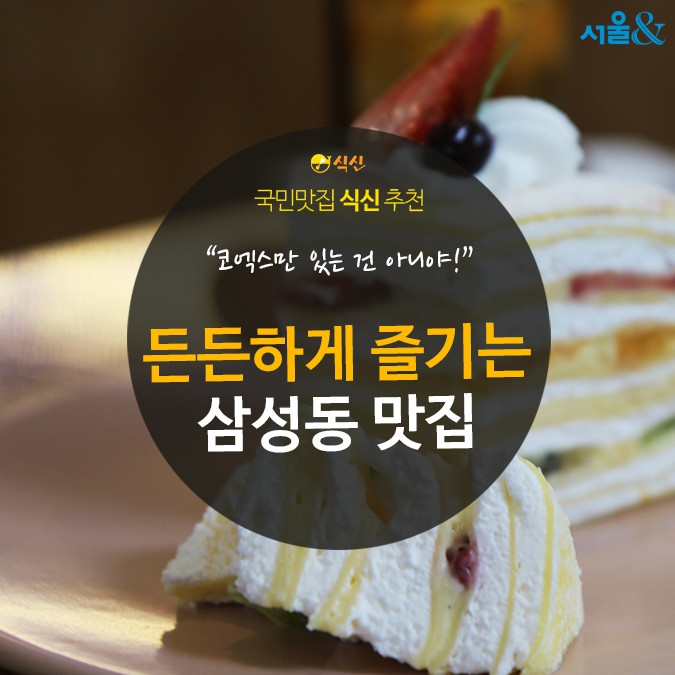 서울&
식신
국민맛집 식신 추천
"코엑스만 있는 건 아니야!"
든든하게 즐기는
삼성동 맛집